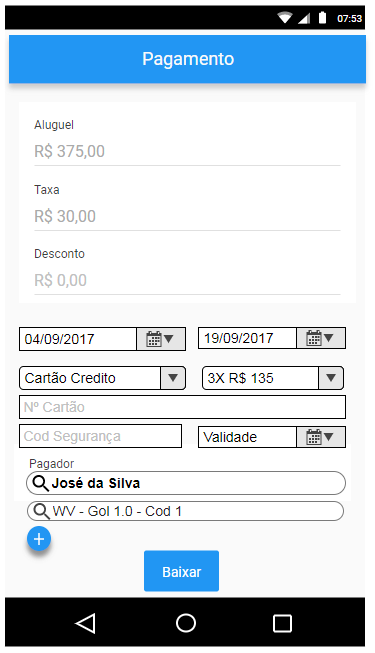 07:53
Pagamento
Aluguel
R$ 375,00
Taxa
R$ 30,00
Desconto
R$ 0,00
04/09/2017 19/09/2017
Cartão Credito 3X R$ 135
Nº Cartão
Cod Segurança Validade
Pagador
José da Silva
WV - Gol 1.0 - Cod 1
+
Baixar